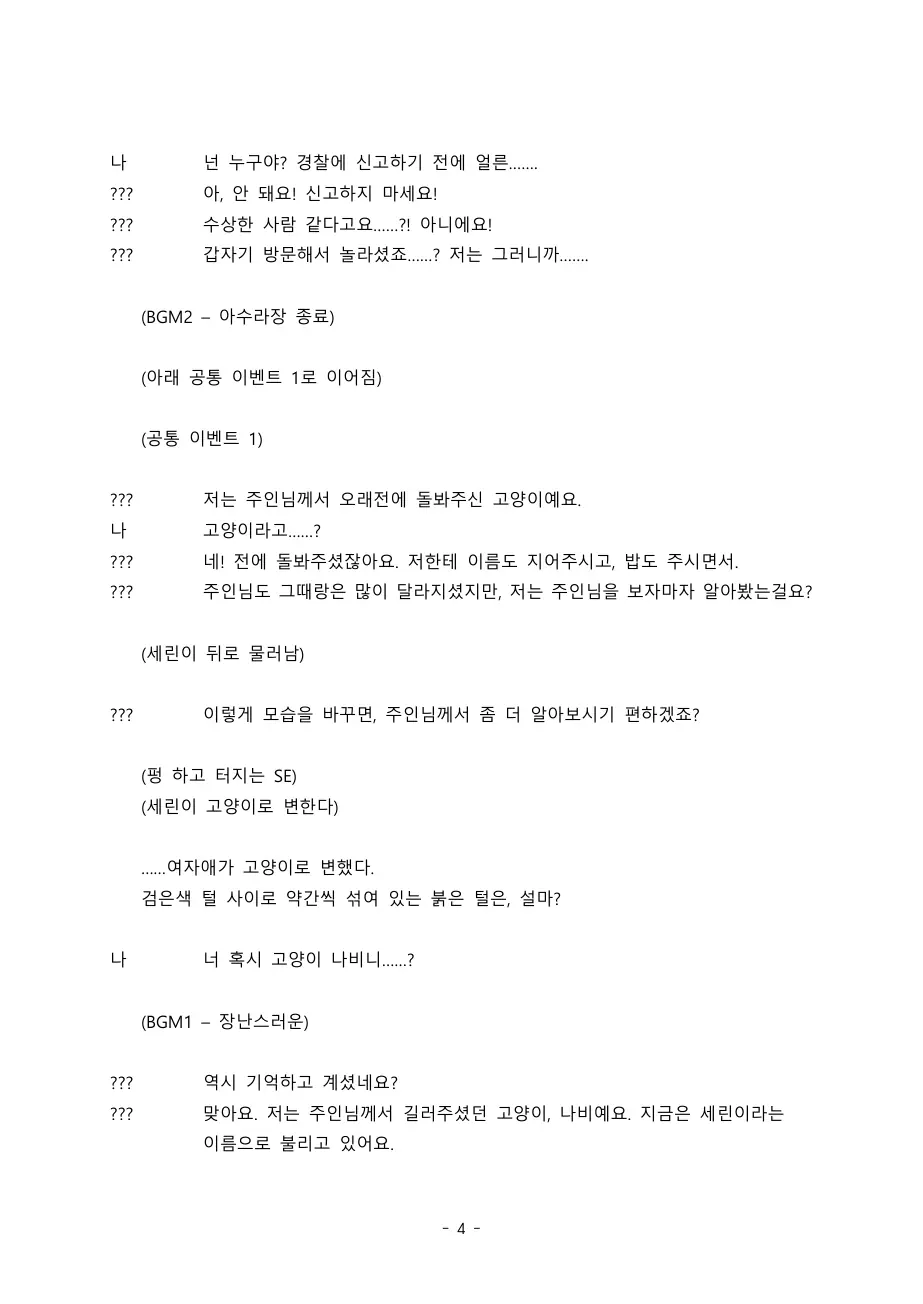 나 넌 누구야? 경찰에 신고하기 전에 얼른…….
??? 아, 안 돼요! 신고하지 마세요!
??? 수상한 사람 같다고요……?! 아니에요!
??? 갑자기 방문해서 놀라셨죠……? 저는 그러니까…….
(BGM2 – 아수라장 종료)
(아래 공통 이벤트 1로 이어짐)
(공통 이벤트 1)
??? 저는 주인님께서 오래전에 돌봐주신 고양이예요.
나 고양이라고……?
??? 네! 전에 돌봐주셨잖아요. 저한테 이름도 지어주시고, 밥도 주시면서.
??? 주인님도 그때랑은 많이 달라지셨지만, 저는 주인님을 보자마자 알아봤는걸요?
(세린이 뒤로 물러남)
??? 이렇게 모습을 바꾸면, 주인님께서 좀 더 알아보시기 편하겠죠?
(펑 하고 터지는 SE)
(세린이 고양이로 변한다)
……여자애가 고양이로 변했다.
검은색 털 사이로 약간씩 섞여 있는 붉은 털은, 설마?
나 너 혹시 고양이 나비니……?
(BGM1 – 장난스러운)
??? 역시 기억하고 계셨네요?
??? 맞아요. 저는 주인님께서 길러주셨던 고양이, 나비예요. 지금은 세린이라는
이름으로 불리고 있어요.
- 4 -